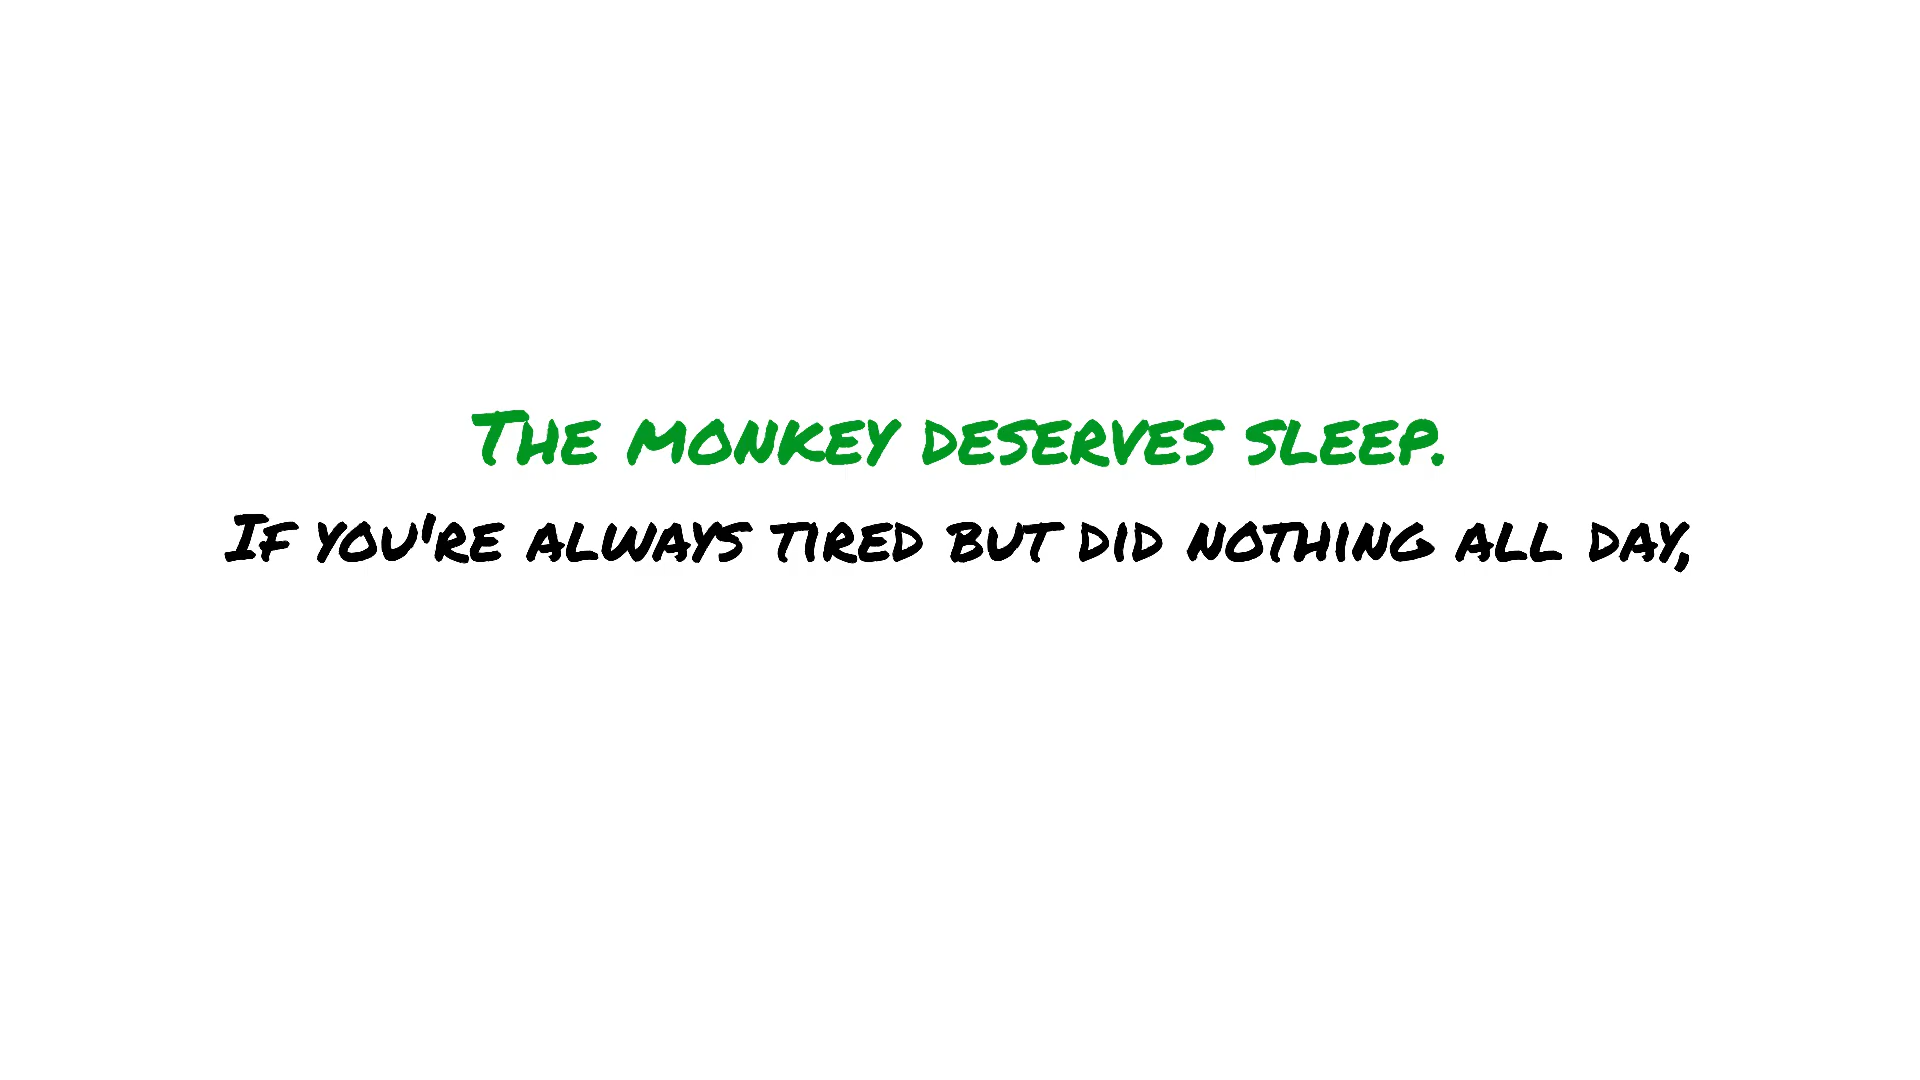 The monkey deserves sleep.
If you're always tired but did nothing all day,